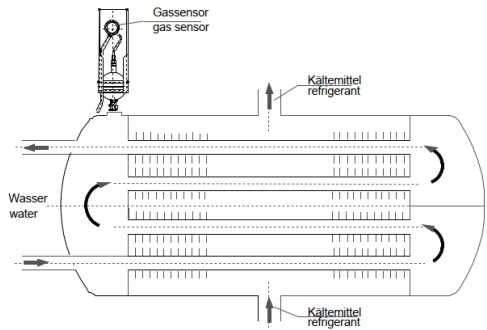 Gassensor
gas sensor
Kältemittel
refrigerant
Wasser
water
Kältemittel
refrigerant